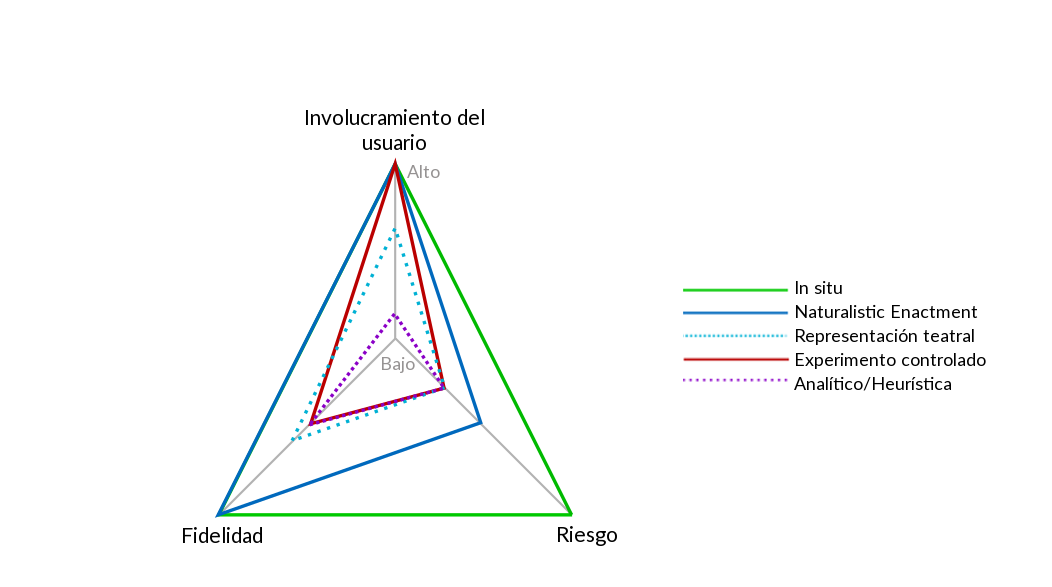 Involucramiento del
usuario
Alto
Bajo
Fidelidad
Riesgo
In situ
Naturalistic Enactment
Representación teatral
Experimento controlado
Analítico/Heurística